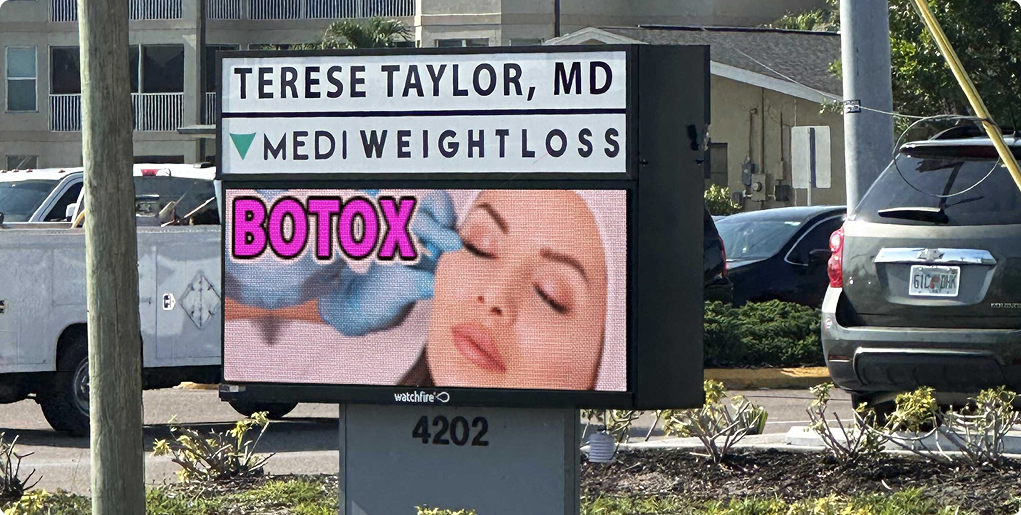 TERESE TAYLOR, MD
MEDI WEIGHTLOSS
BOTOX
watchfire
4202